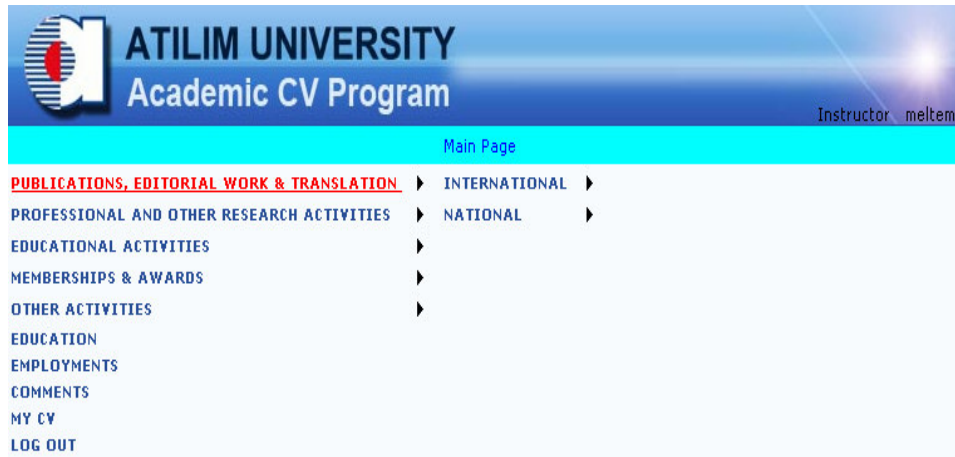 ATILIM UNIVERSITY
Academic CV Program
Instructor meltem
Main Page
PUBLICATIONS, EDITORIAL WORK & TRANSLATION INTERNATIONAL
PROFESSIONAL AND OTHER RESEARCH ACTIVITIES NATIONAL
EDUCATIONAL ACTIVITIES
MEMBERSHIPS & AWARDS
OTHER ACTIVITIES
EDUCATION
EMPLOYMENTS
COMMENTS
MY CV
LOG OUT